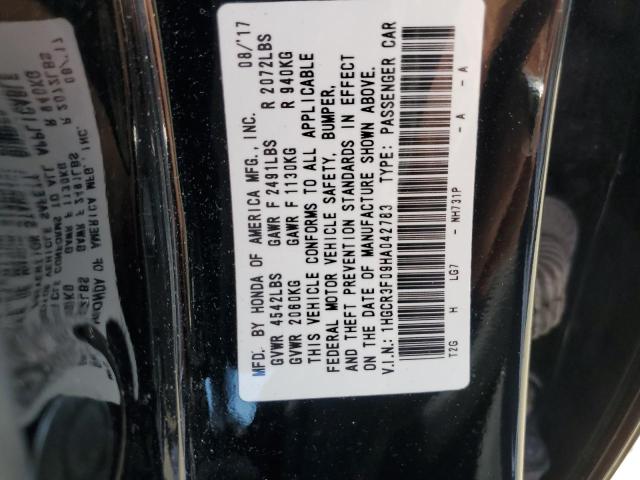 MFD. BY HONDA OF AMERICA MFG., INC. 08/'17
GVWR 4542LBS GAWR F 2491LBS R 2072LBS
GVWR 2060KG GAWR F 1130KG R 940KG
THIS VEHICLE CONFORMS TO ALL APPLICABLE
FEDERAL MOTOR VEHICLE SAFETY, BUMPER,
AND THEFT PREVENTION STANDARDS IN EFFECT
ON THE DATE OF MANUFACTURE SHOWN ABOVE.
V.I.N.: 1HGCR3F09HA042783 TYPE: PASSENGER CAR
T2G H LG7 - NH731P - A - A